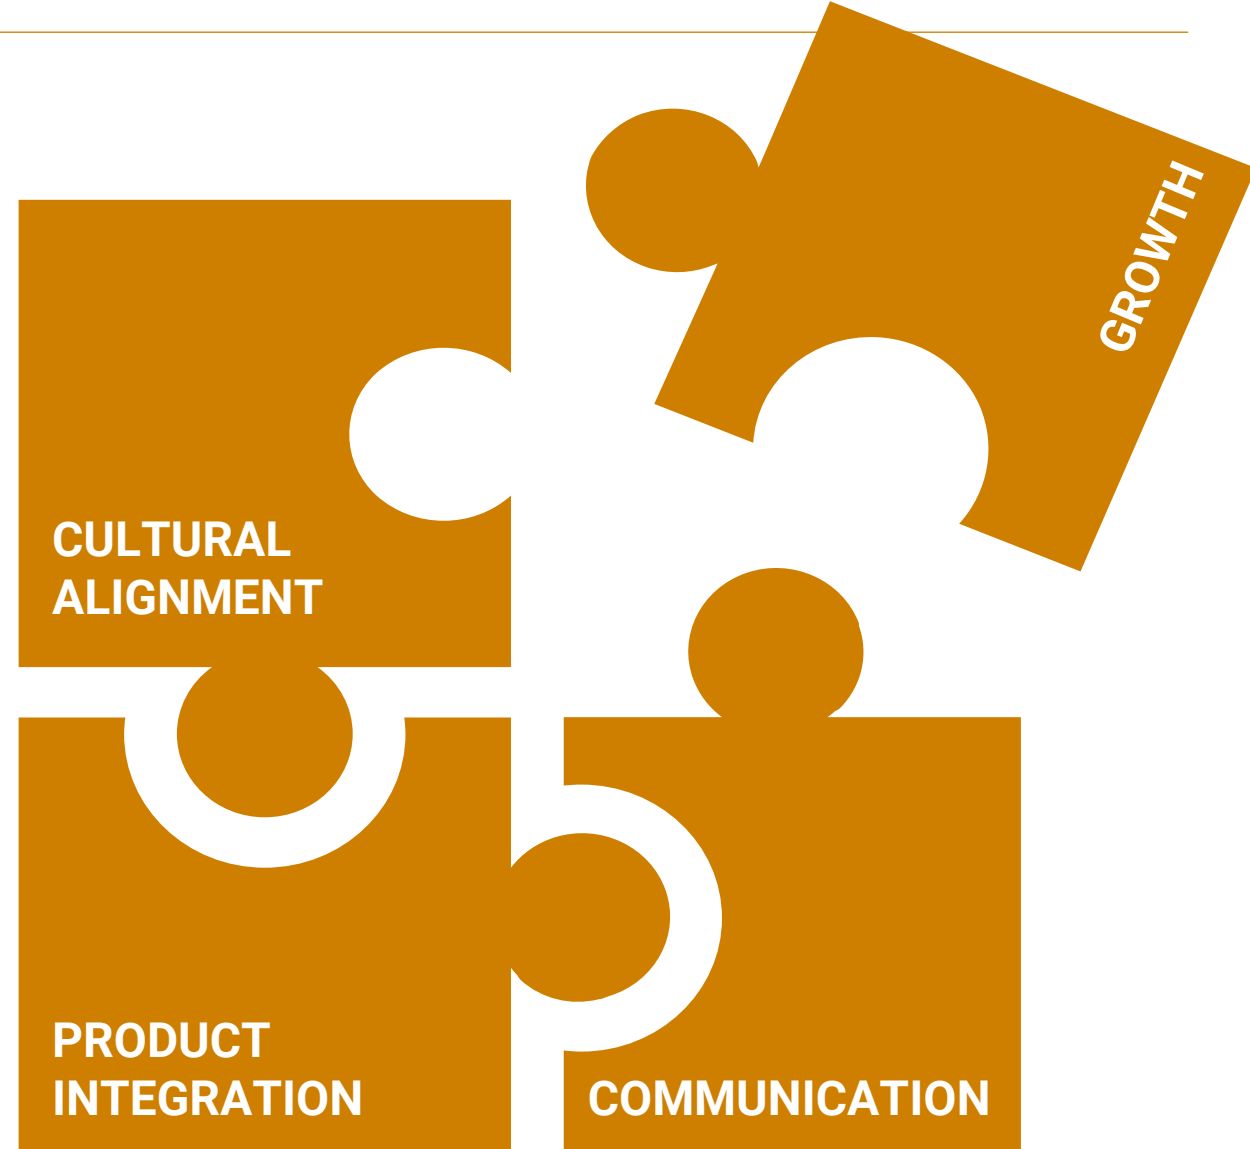 GROWTH
CULTURAL
ALIGNMENT
PRODUCT
INTEGRATION
COMMUNICATION